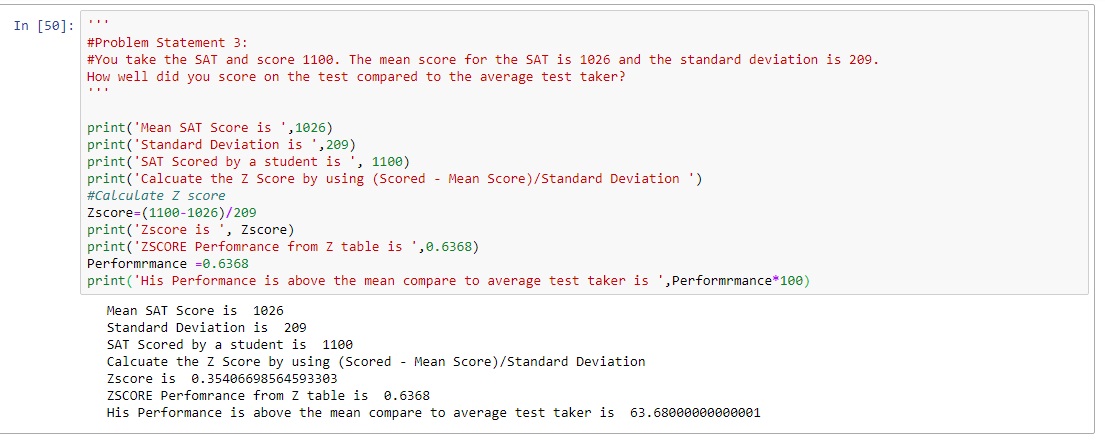 In [50]: '''
#Problem Statement 3:
#You take the SAT and score 1100. The mean score for the SAT is 1026 and the standard deviation is 209.
How well did you score on the test compared to the average test taker?
'''
print('Mean SAT Score is ',1026)
print('Standard Deviation is ',209)
print('SAT Scored by a student is ', 1100)
print('Calcuate the Z Score by using (Scored - Mean Score)/Standard Deviation ')
#Calculate Z score
Zscore=(1100-1026)/209
print('Zscore is ', Zscore)
print('ZSCORE Perfomrance from Z table is ',0.6368)
Performrmance =0.6368
print('His Performance is above the mean compare to average test taker is ',Performrmance*100)
Mean SAT Score is  1026
Standard Deviation is  209
SAT Scored by a student is  1100
Calcuate the Z Score by using (Scored - Mean Score)/Standard Deviation
Zscore is  0.35406698564593303
ZSCORE Perfomrance from Z table is  0.6368
His Performance is above the mean compare to average test taker is  63.68000000000001